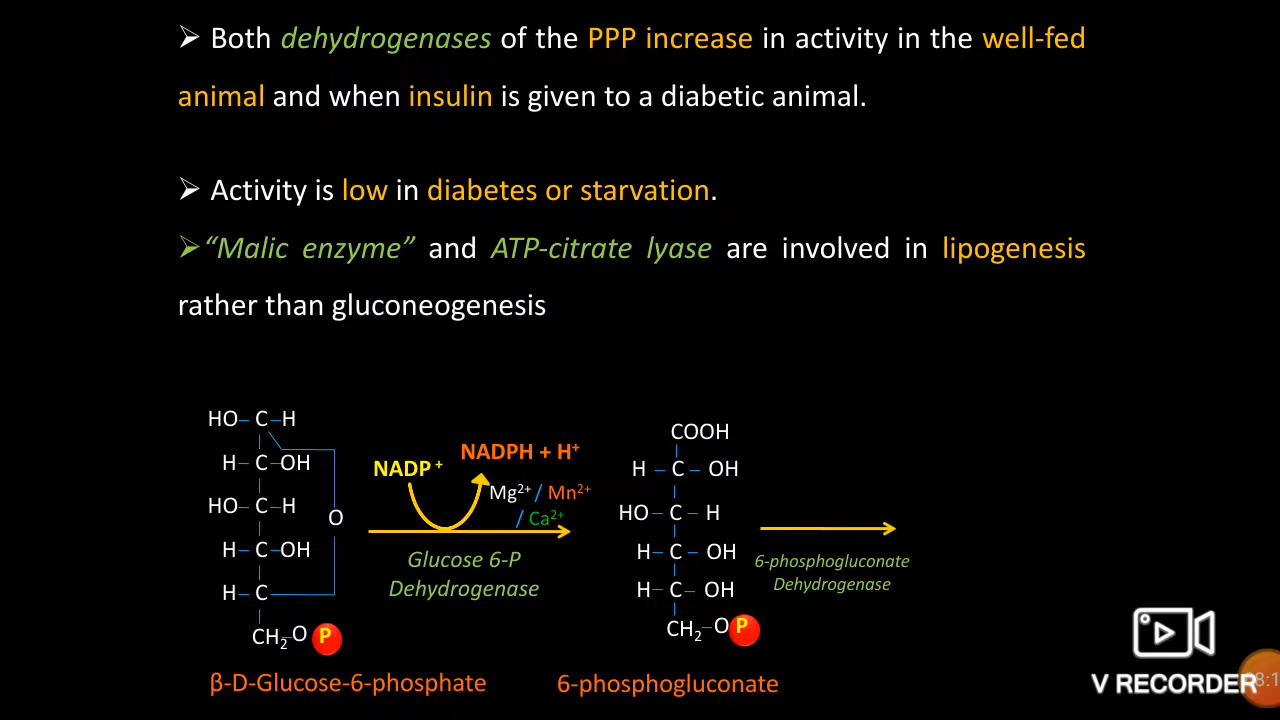 ➢ Both dehydrogenases of the PPP increase in activity in the well-fed
animal and when insulin is given to a diabetic animal.
➢ Activity is low in diabetes or starvation.
➢ “Malic enzyme” and ATP-citrate lyase are involved in lipogenesis
rather than gluconeogenesis
HO– C –H
H– C –OH
HO– C –H
O
H– C –OH
H– C
CH₂–O P
β-D-Glucose-6-phosphate
NADP⁺
NADPH + H⁺
Mg²⁺ / Mn²⁺
/ Ca²⁺
Glucose 6-P
Dehydrogenase
COOH
H – C – OH
HO – C – H
H– C – OH
H – C – OH
CH₂–O P
6-phosphogluconate
6-phosphogluconate
Dehydrogenase
V RECORDER